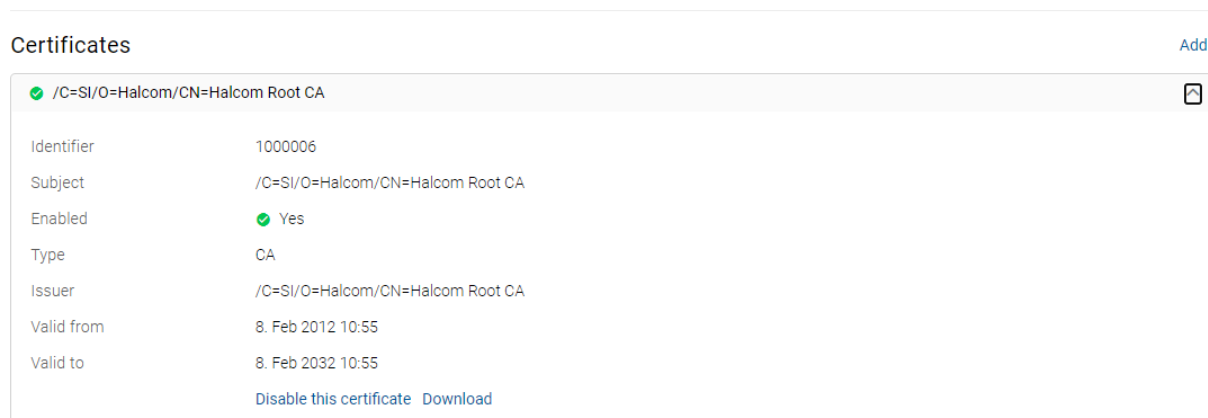 Certificates Add
/C=SI/O=Halcom/CN=Halcom Root CA
Identifier 1000006
Subject /C=SI/O=Halcom/CN=Halcom Root CA
Enabled Yes
Type CA
Issuer /C=SI/O=Halcom/CN=Halcom Root CA
Valid from 8. Feb 2012 10:55
Valid to 8. Feb 2032 10:55
Disable this certificate Download